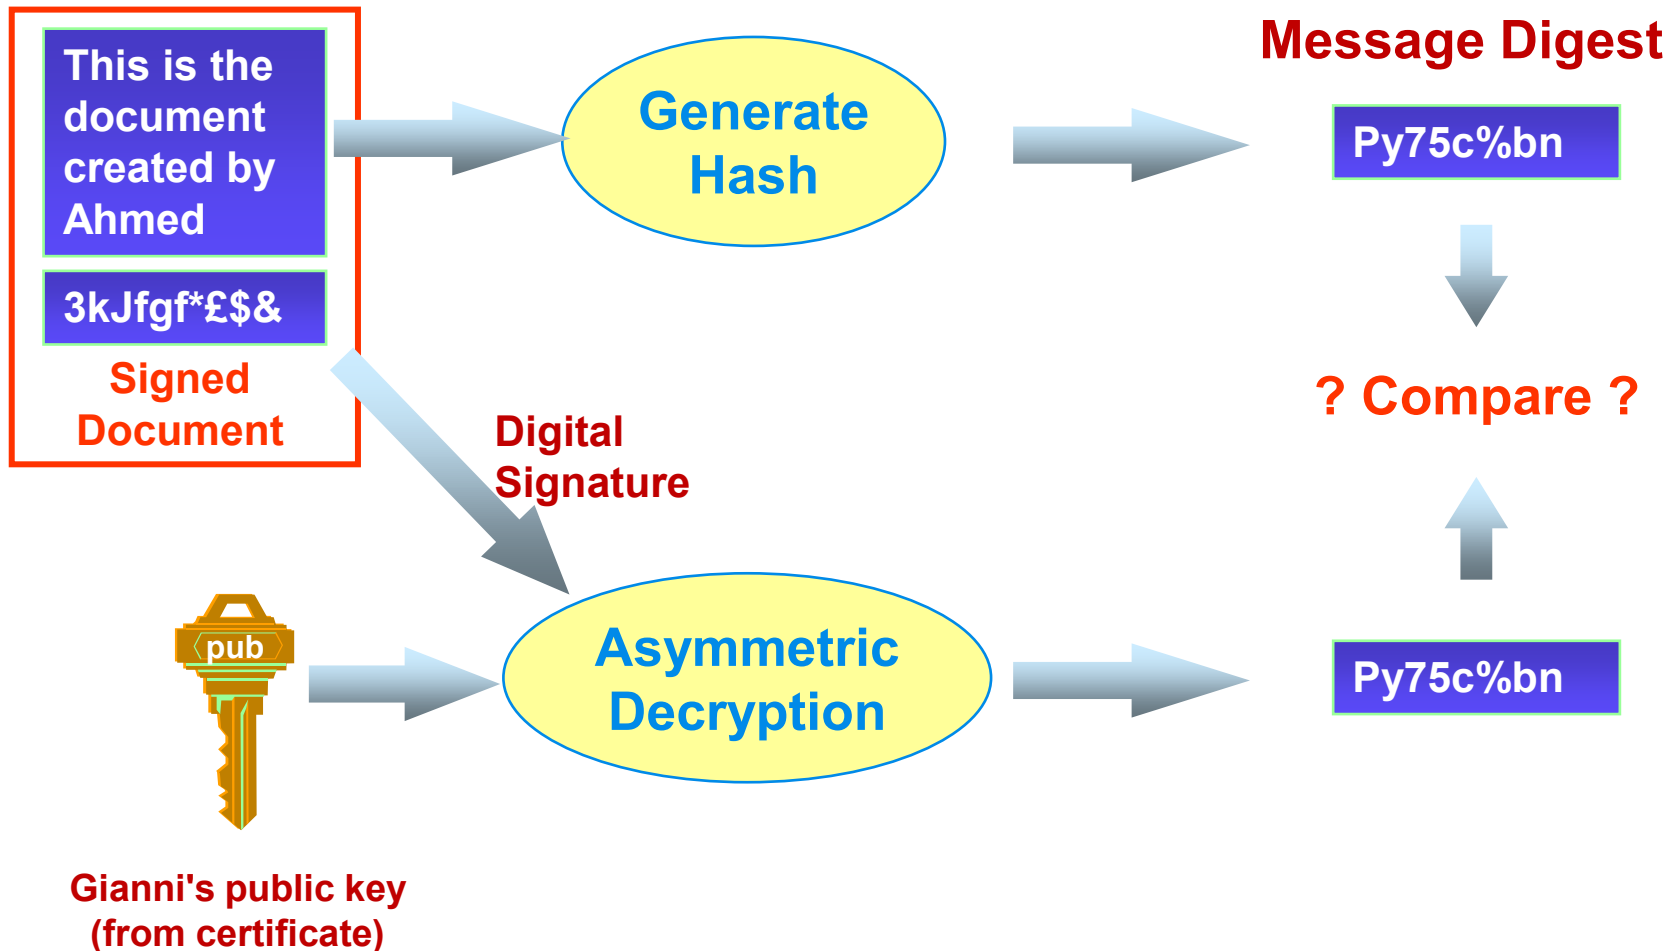 This is the
document
created by
Ahmed
3kJfgf*£$&
Signed
Document
Generate
Hash
Message Digest
Py75c%bn
? Compare ?
Digital
Signature
pub
Asymmetric
Decryption
Py75c%bn
Gianni's public key
(from certificate)